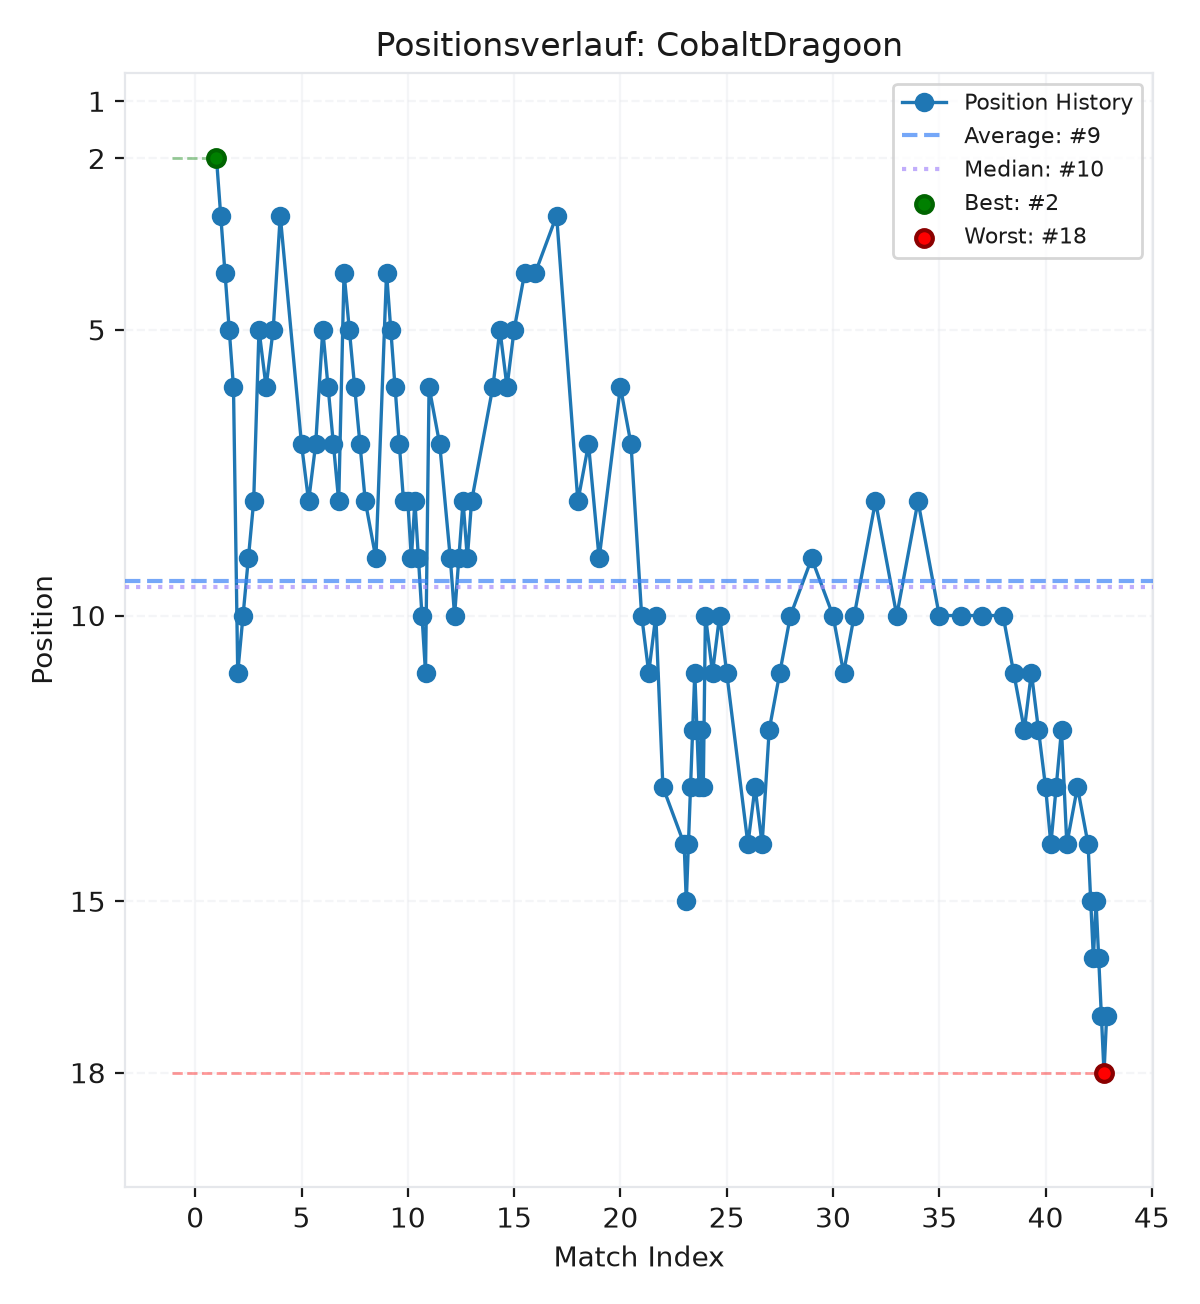 Positionsverlauf: CobaltDragoon
Position History
Average: #9
Median: #10
Best: #2
Worst: #18
Position
1
2
5
10
15
18
0 5 10 15 20 25 30 35 40 45
Match Index